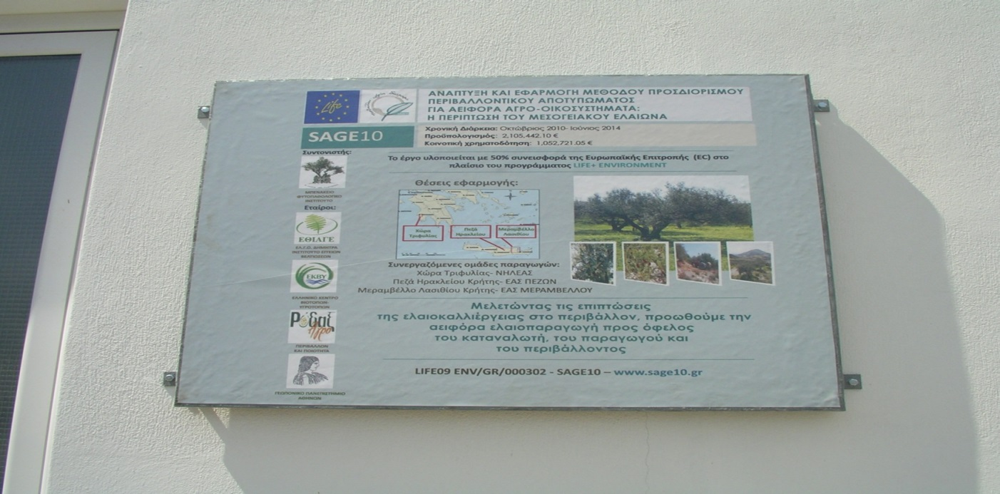 Life
ΑΝΑΠΤΥΞΗ ΚΑΙ ΕΦΑΡΜΟΓΗ ΜΕΘΟΔΟΥ ΠΡΟΣΔΙΟΡΙΣΜΟΥ
ΠΕΡΙΒΑΛΛΟΝΤΙΚΟΥ ΑΠΟΤΥΠΩΜΑΤΟΣ
ΓΙΑ ΑΕΙΦΟΡΑ ΑΓΡΟ-ΟΙΚΟΣΥΣΤΗΜΑΤΑ:
Η ΠΕΡΙΠΤΩΣΗ ΤΟΥ ΜΕΣΟΓΕΙΑΚΟΥ ΕΛΑΙΩΝΑ
SAGE10
Χρονική Διάρκεια: Οκτώβριος 2010- Ιούνιος 2014
Προϋπολογισμός: 2,105,442.10 €
Κοινοτική χρηματοδότηση: 1,052,721.05 €
Το έργο υλοποιείται με 50% συνεισφορά της Ευρωπαϊκής Επιτροπής (EC) στο
πλαίσιο του προγράμματος LIFE+ ENVIRONMENT
Συντονιστής:
ΜΠΕΝΑΚΕΙΟ
ΦΥΤΟΠΑΘΟΛΟΓΙΚΟ
ΙΝΣΤΙΤΟΥΤΟ
Εταίροι:
ΕΘΙΑΓΕ
ΕΛ.Γ.Ο. ΔΗΜΗΤΡΑ
ΙΝΣΤΙΤΟΥΤΟ ΕΓΓΕΙΩΝ
ΒΕΛΤΙΩΣΕΩΝ
ΕΚΒΥ
ΕΛΛΗΝΙΚΟ ΚΕΝΤΡΟ
ΒΙΟΤΟΠΩΝ-
ΥΓΡΟΤΟΠΩΝ
Ροδαξ
Αγρο
ΠΕΡΙΒΑΛΛΟΝ
ΚΑΙ ΠΟΙΟΤΗΤΑ
ΓΕΩΠΟΝΙΚΟ ΠΑΝΕΠΙΣΤΗΜΙΟ
ΑΘΗΝΩΝ
Θέσεις εφαρμογής:
Χώρα
Τριφυλίας
Πεζά
Ηρακλείου
Μεραμβέλλο
Λασιθίου
Συνεργαζόμενες ομάδες παραγωγών:
Χώρα Τριφυλίας- ΝΗΛΕΑΣ
Πεζά Ηρακλείου Κρήτης- ΕΑΣ ΠΕΖΩΝ
Μεραμβέλλο Λασιθίου Κρήτης- ΕΑΣ ΜΕΡΑΜΒΕΛΛΟΥ
Μελετώντας τις επιπτώσεις
της ελαιοκαλλιέργειας στο περιβάλλον, προωθούμε την
αειφόρα ελαιοπαραγωγή προς όφελος
του καταναλωτή, του παραγωγού και
του περιβάλλοντος
LIFE09 ENV/GR/000302 - SAGE10 – www.sage10.gr